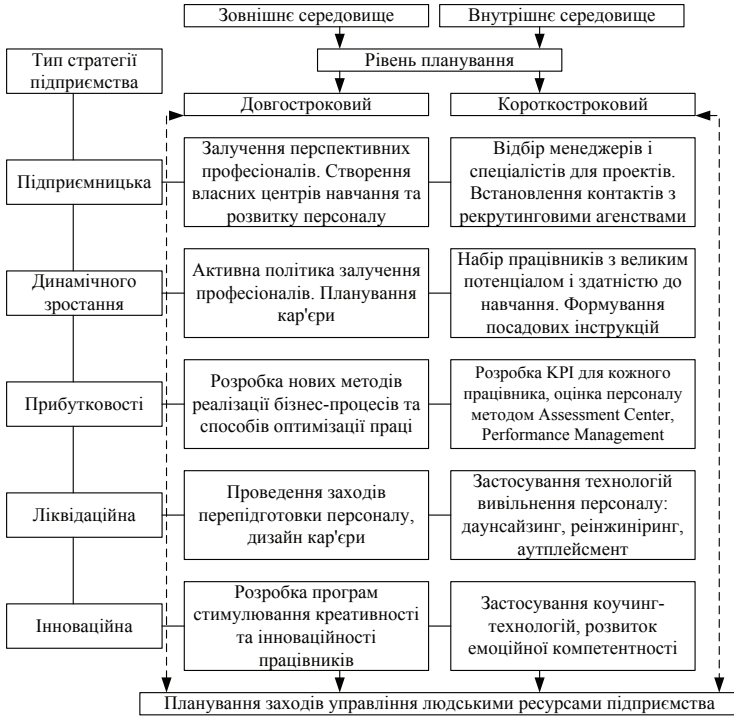 Зовнішнє середовище
Внутрішнє середовище
Тип стратегії
підприємства
Рівень планування
Довгостроковий
Короткостроковий
Підприємницька
Залучення перспективних
професіоналів. Створення
власних центрів навчання та
розвитку персоналу
Відбір менеджерів і
спеціалістів для проектів.
Встановлення контактів з
рекрутинговими агенствами
Динамічного
зростання
Активна політика залучення
професіоналів. Планування
кар'єри
Набір працівників з великим
потенціалом і здатністю до
навчання. Формування
посадових інструкцій
Прибутковості
Розробка нових методів
реалізації бізнес-процесів та
способів оптимізації праці
Розробка KPI для кожного
працівника, оцінка персоналу
методом Assessment Center,
Performance Management
Ліквідаційна
Проведення заходів
перепідготовки персоналу,
дизайн кар'єри
Застосування технологій
вивільнення персоналу:
даунсайзинг, реінжиніринг,
аутплейсмент
Інноваційна
Розробка програм
стимулювання креативності
та інноваційності
працівників
Застосування коучинг-
технологій, розвиток
емоційної компетентності
Планування заходів управління людськими ресурсами підприємства